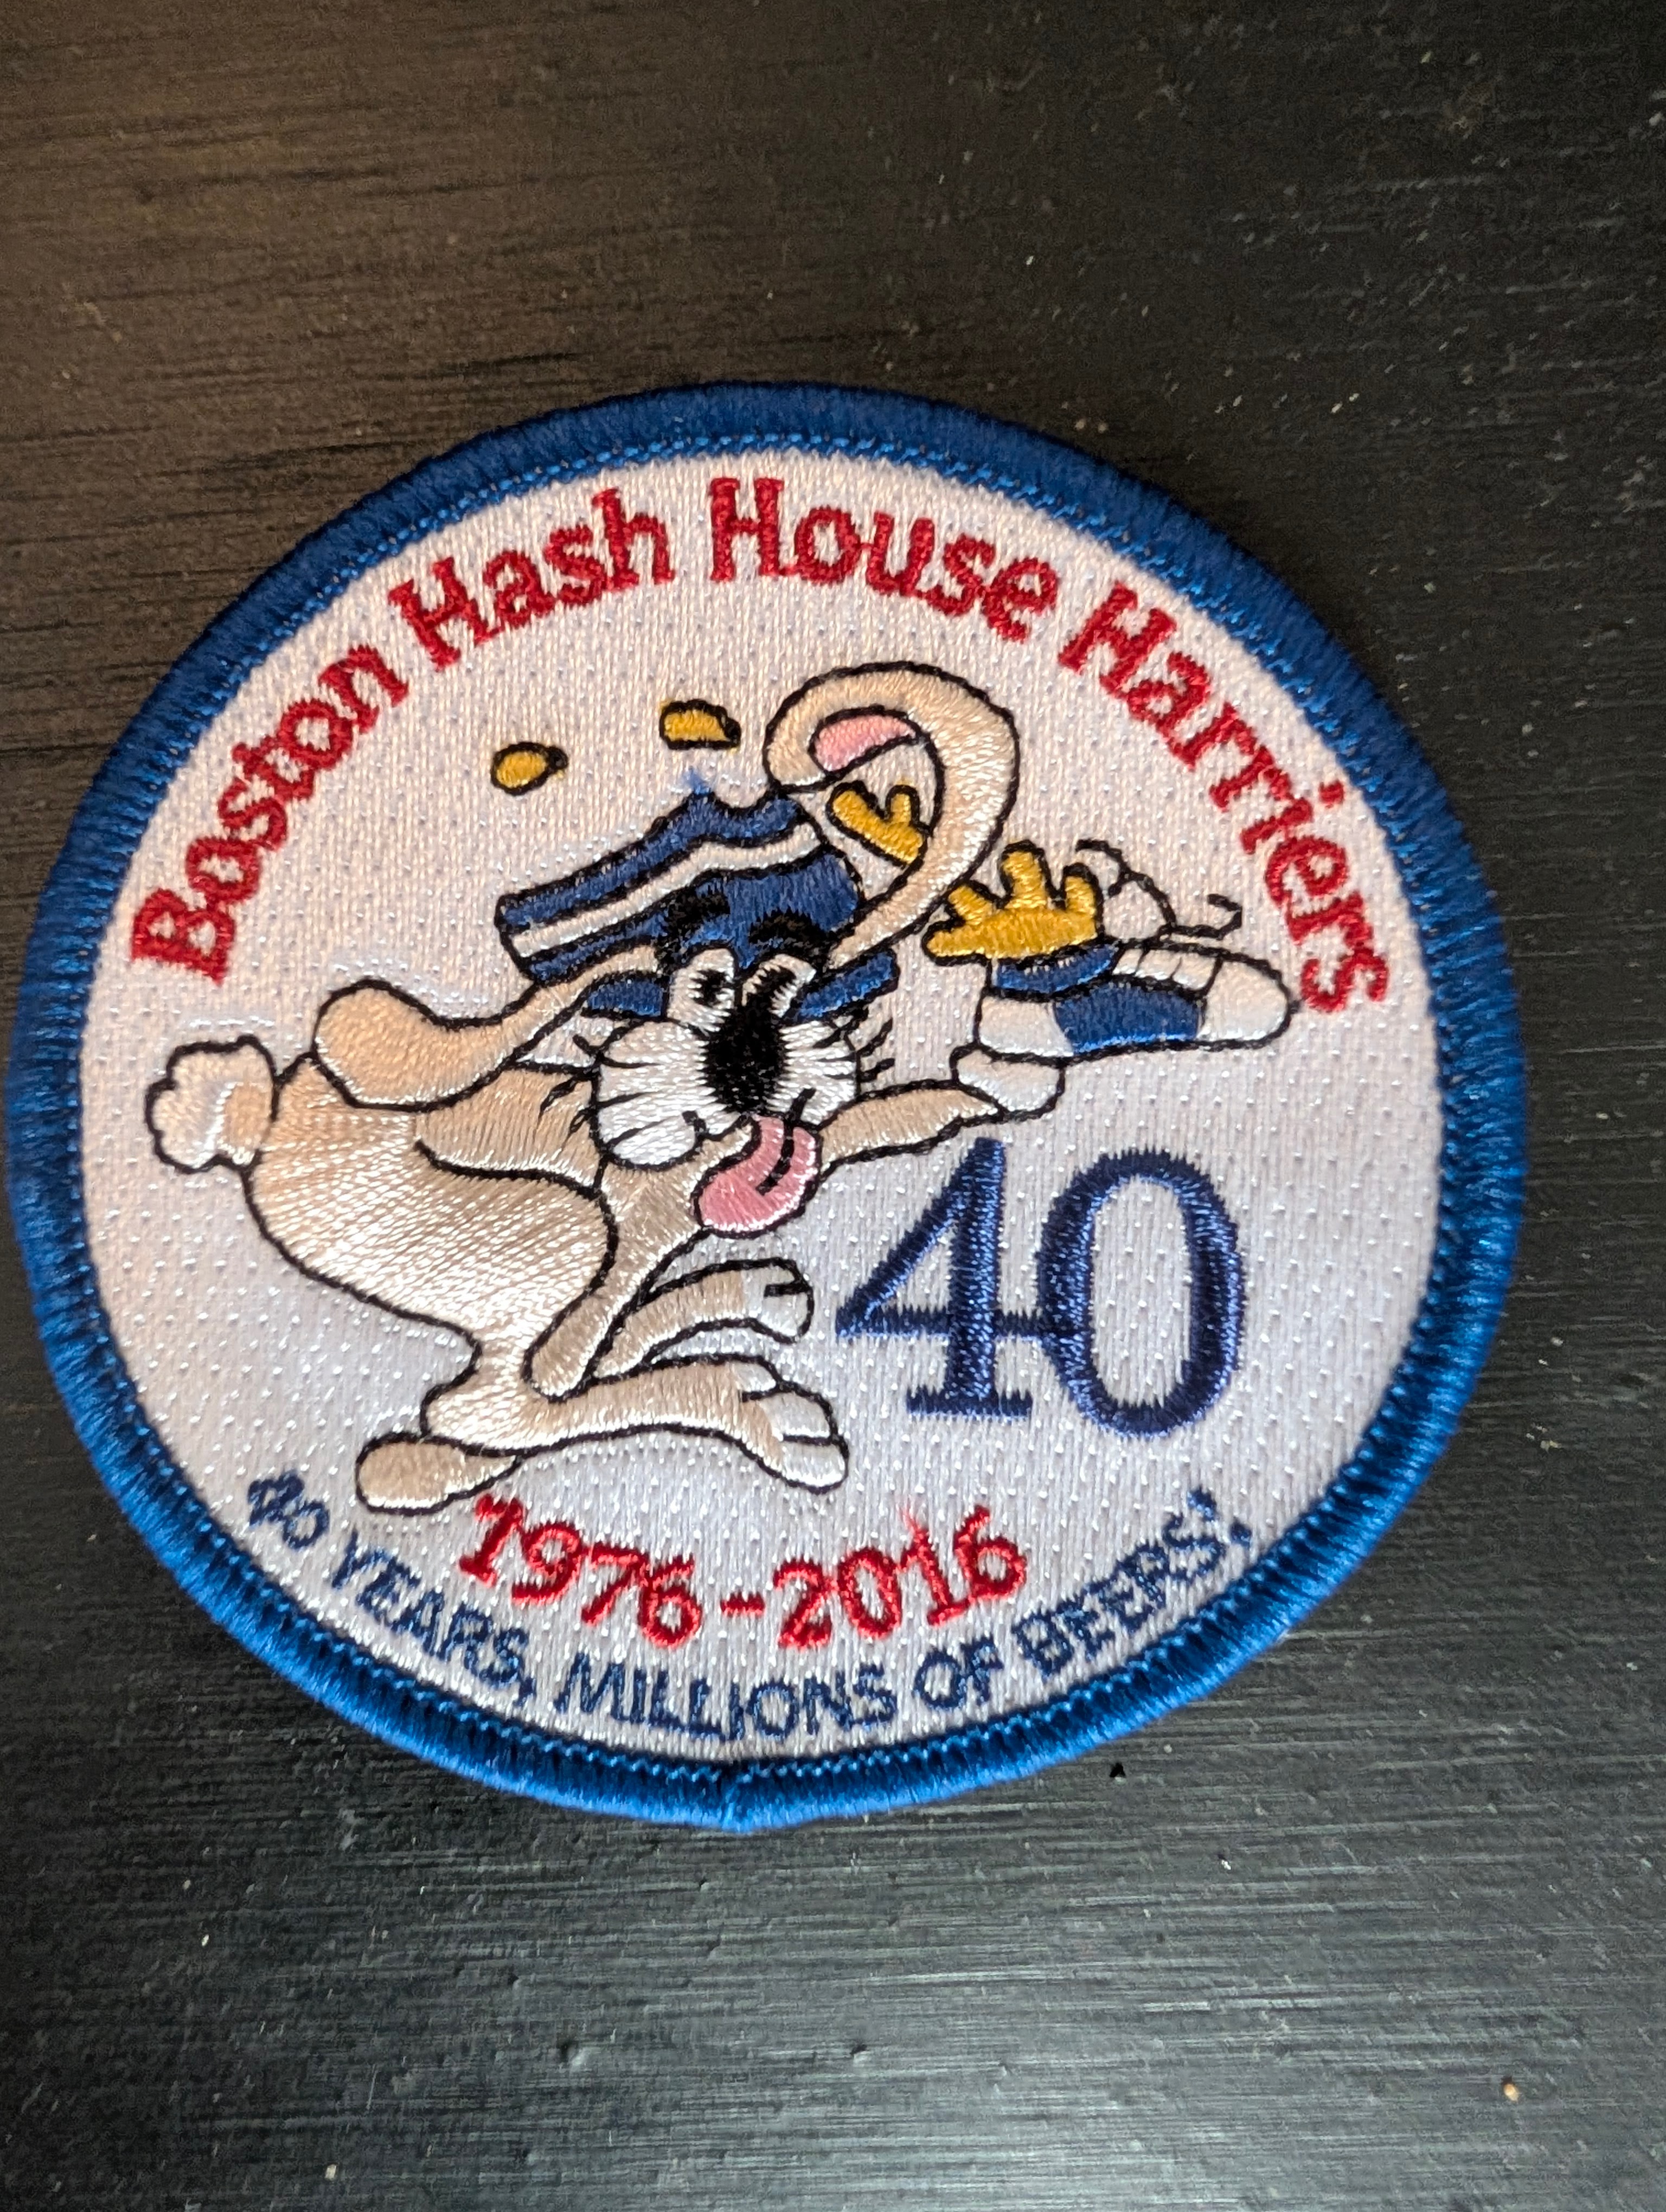 Boston Hash House Harriers
40
1976-2016
40 YEARS, MILLIONS OF BEERS!